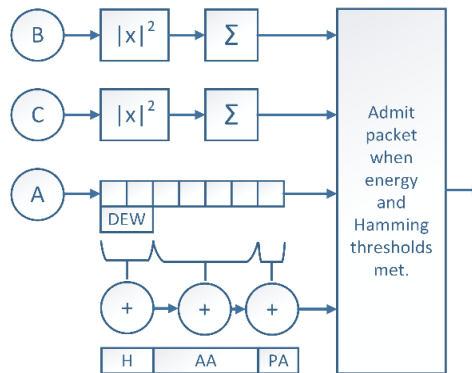 B
|x|²
Σ
C
|x|²
Σ
A
DEW
+
+
+
H
AA
PA
Admit
packet
when
energy
and
Hamming
thresholds
met.